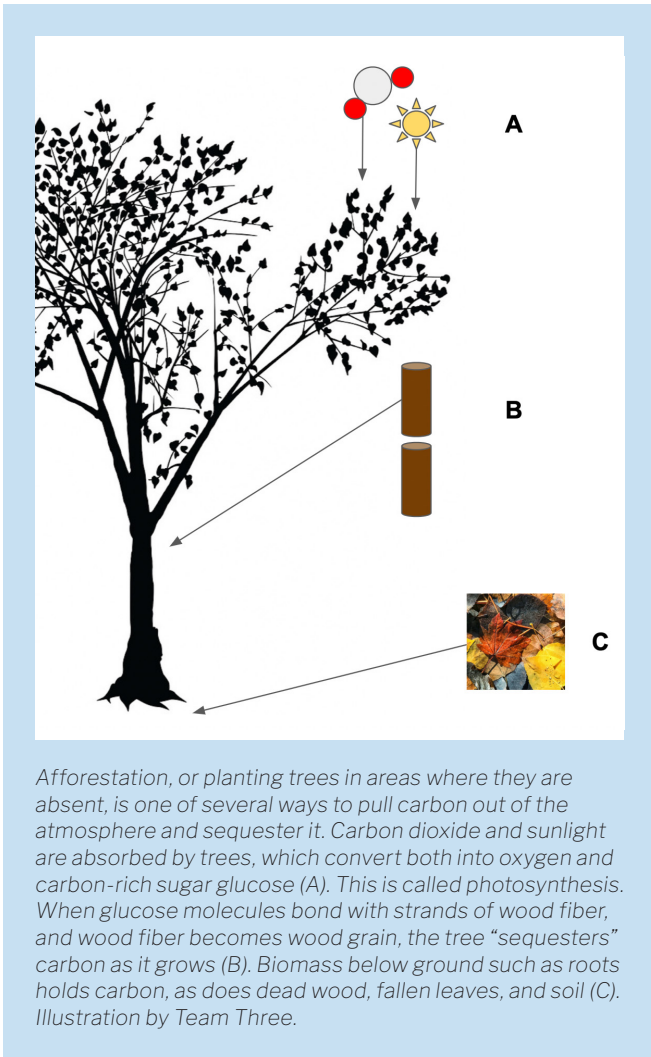 A
B
C
Afforestation, or planting trees in areas where they are
absent, is one of several ways to pull carbon out of the
atmosphere and sequester it. Carbon dioxide and sunlight
are absorbed by trees, which convert both into oxygen and
carbon-rich sugar glucose (A). This is called photosynthesis.
When glucose molecules bond with strands of wood fiber,
and wood fiber becomes wood grain, the tree “sequesters”
carbon as it grows (B). Biomass below ground such as roots
holds carbon, as does dead wood, fallen leaves, and soil (C).
Illustration by Team Three.